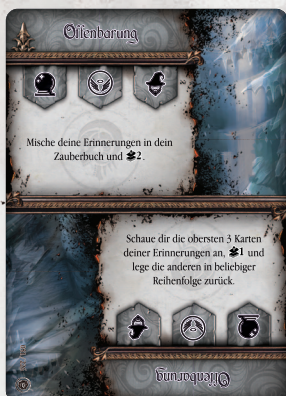 Offenbarung
Mische deine Erinnerungen in dein
Zauberbuch und 2.
Schaue dir die obersten 3 Karten
deiner Erinnerungen an, 1 und
lege die anderen in beliebiger
Reihenfolge zurück.
Offenbarung